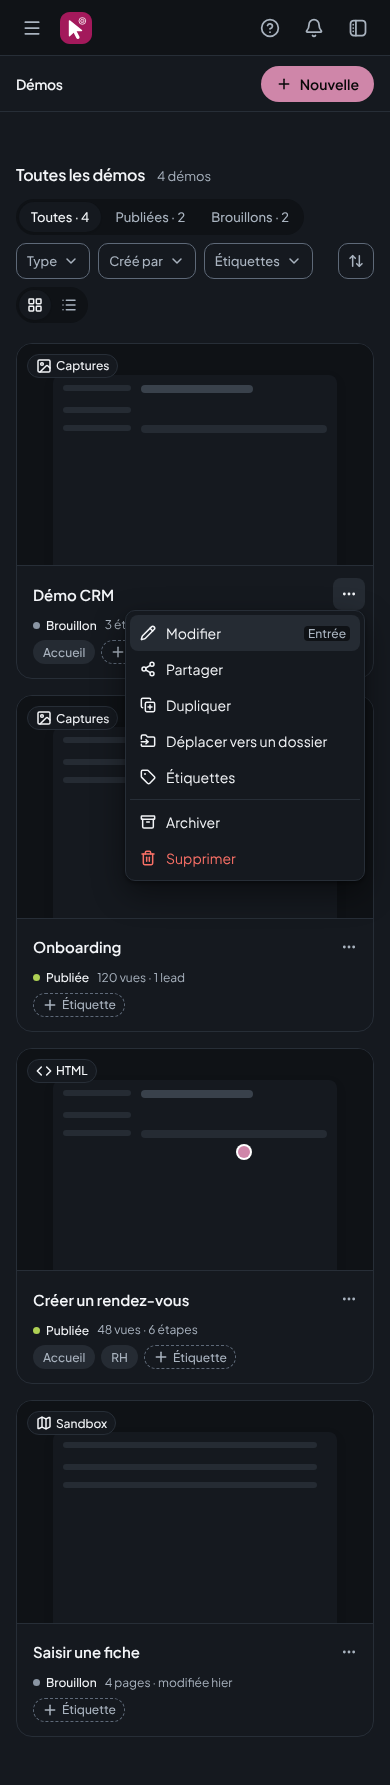 Démos
Nouvelle
Toutes les démos 4 démos
Toutes · 4 Publiées · 2 Brouillons · 2
Type Créé par Étiquettes
Captures
Démo CRM
Brouillon
Accueil
Modifier Entrée
Partager
Dupliquer
Déplacer vers un dossier
Étiquettes
Archiver
Supprimer
Captures
Onboarding
Publiée 120 vues · 1 lead
Étiquette
HTML
Créer un rendez-vous
Publiée 48 vues · 6 étapes
Accueil RH Étiquette
Sandbox
Saisir une fiche
Brouillon 4 pages · modifiée hier
Étiquette